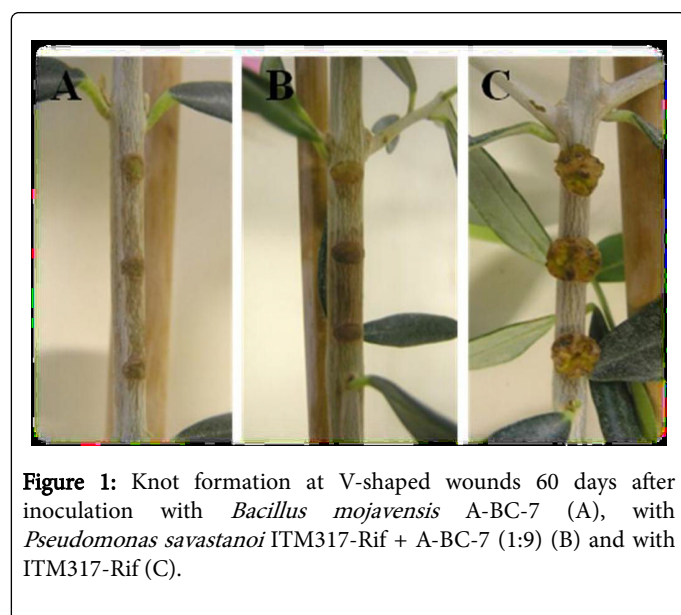 A B C
Figure 1: Knot formation at V-shaped wounds 60 days after
inoculation with Bacillus mojavensis A-BC-7 (A), with
Pseudomonas savastanoi ITM317-Rif + A-BC-7 (1:9) (B) and with
ITM317-Rif (C).